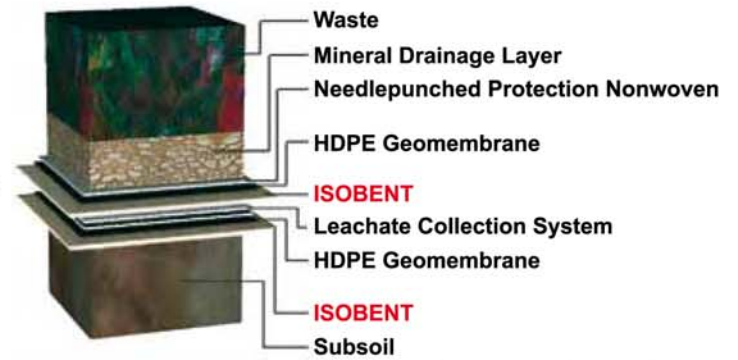 Waste
Mineral Drainage Layer
Needlepunched Protection Nonwoven
HDPE Geomembrane
ISOBENT
Leachate Collection System
HDPE Geomembrane
ISOBENT
Subsoil